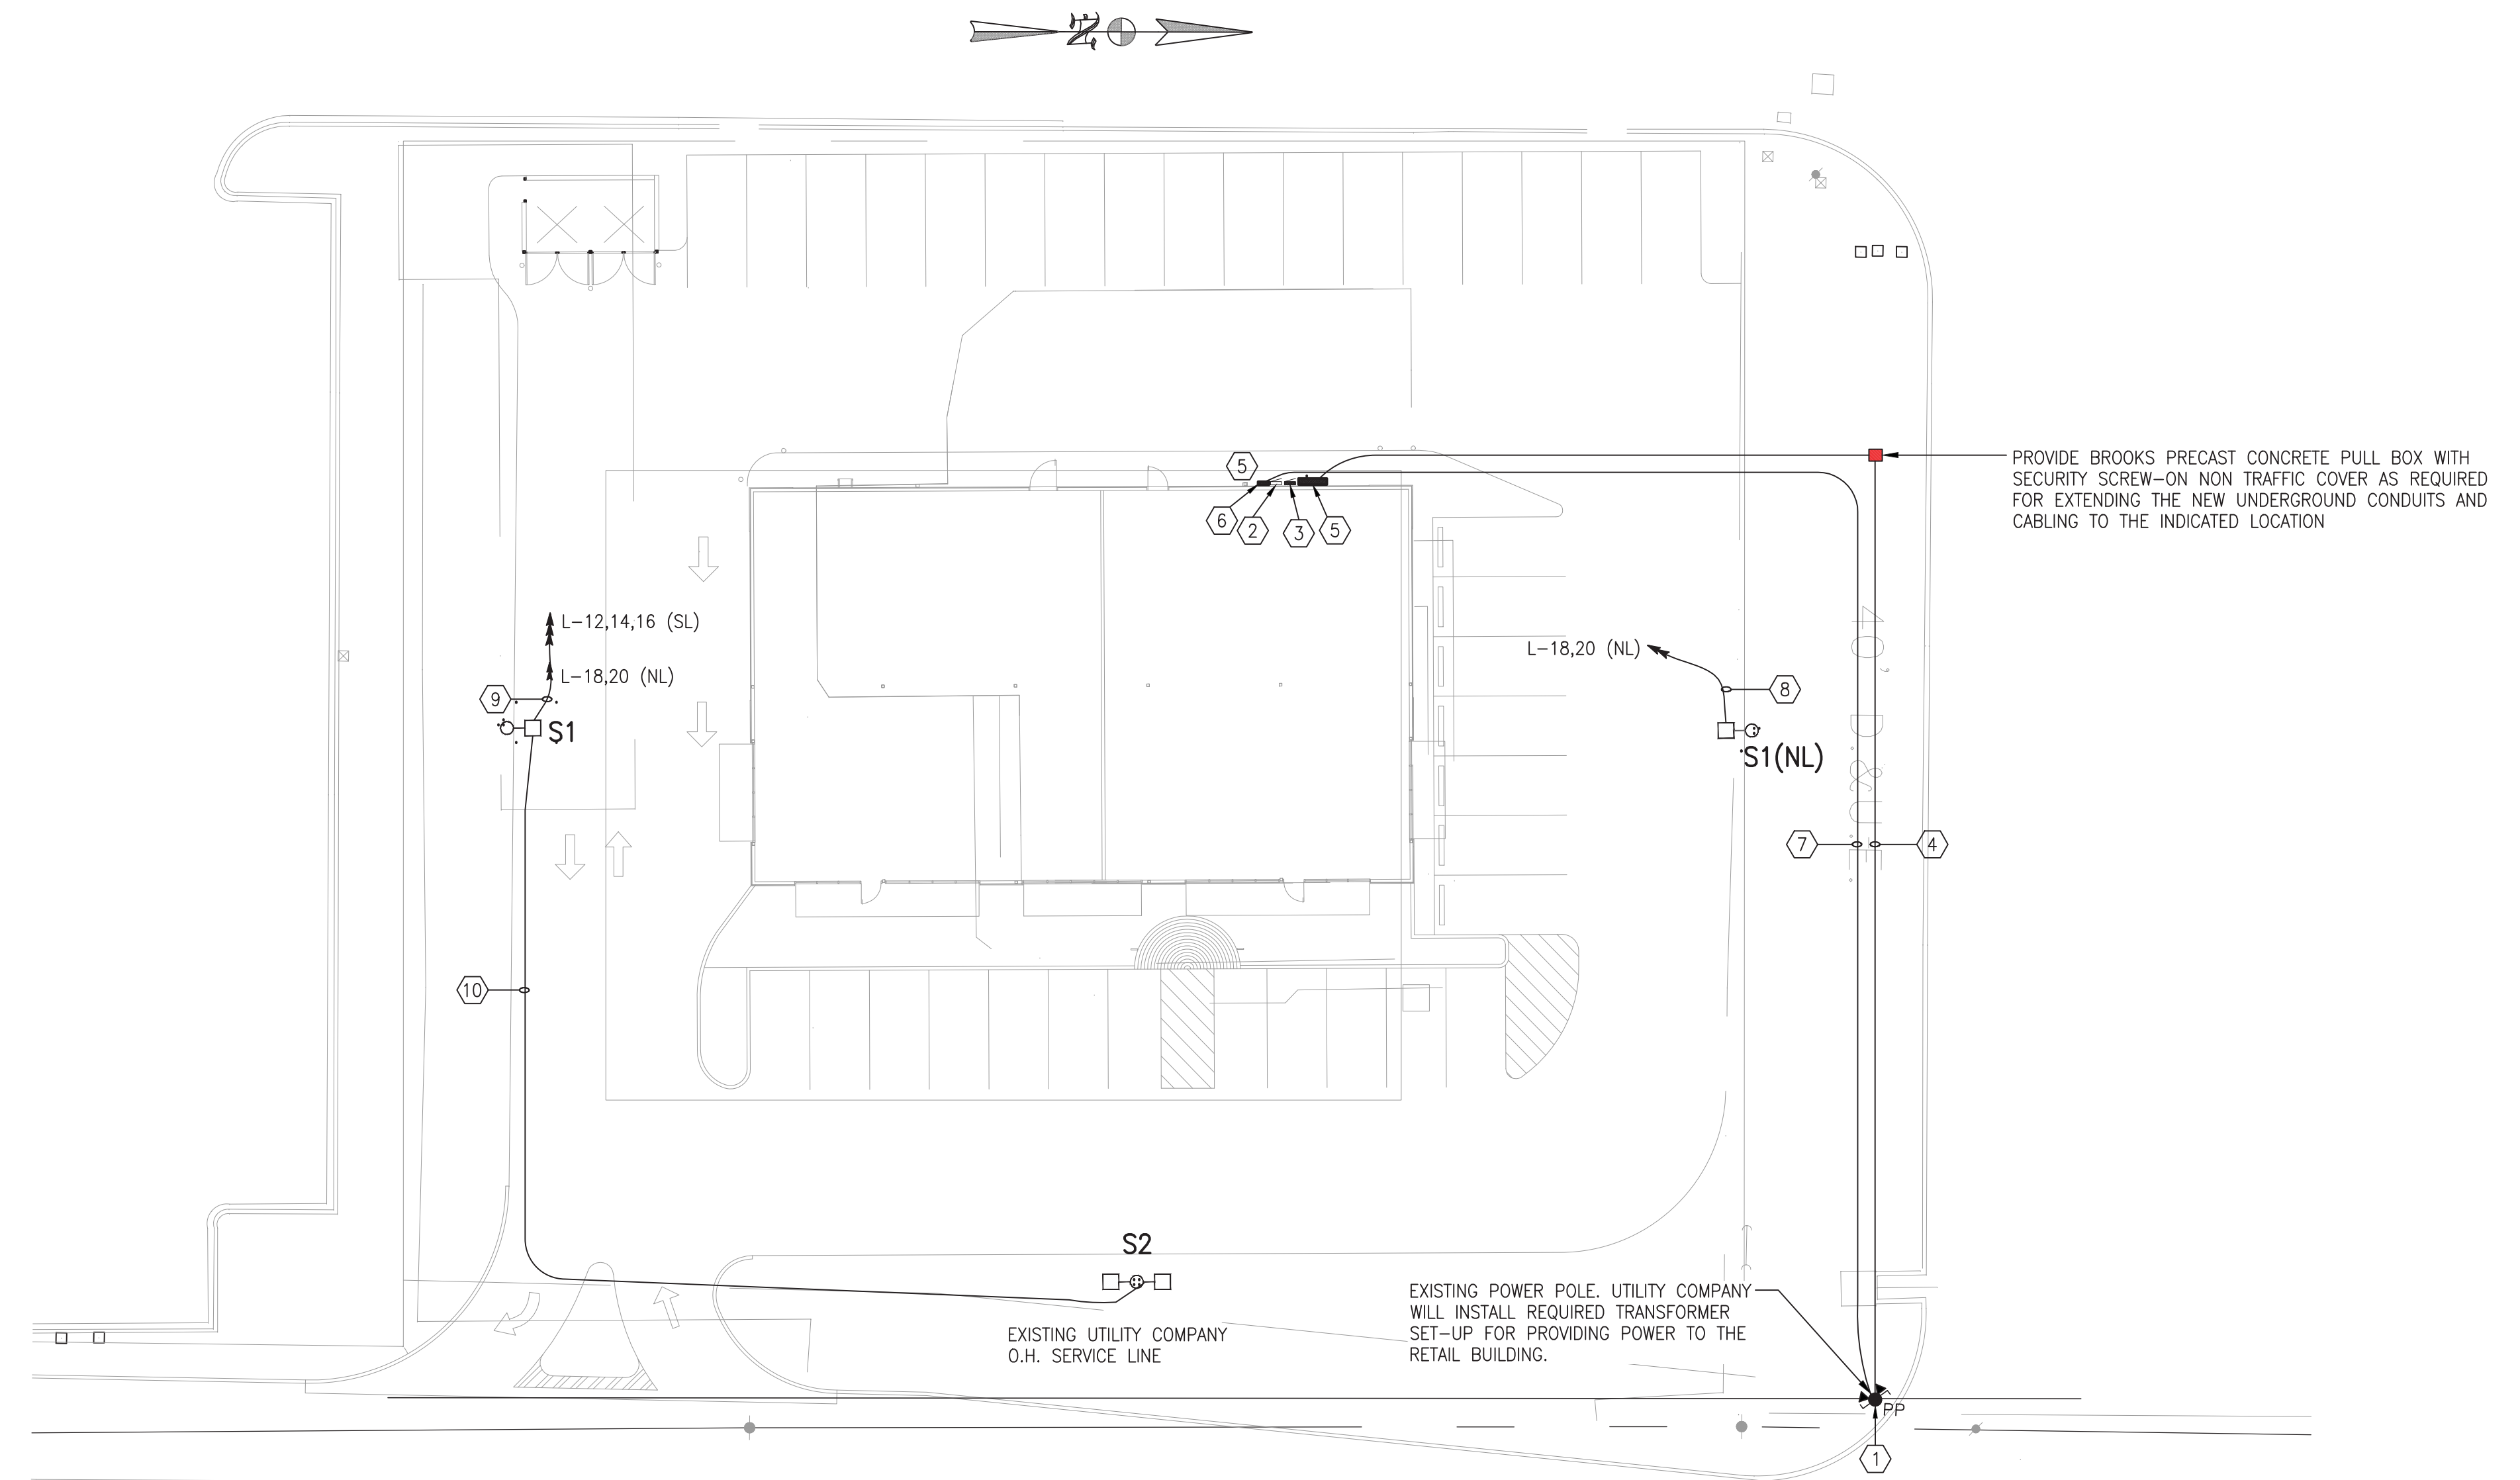 N
5
PROVIDE BROOKS PRECAST CONCRETE PULL BOX WITH
SECURITY SCREW-ON NON TRAFFIC COVER AS REQUIRED
FOR EXTENDING THE NEW UNDERGROUND CONDUITS AND
CABLING TO THE INDICATED LOCATION
6
2
3
5
L-12,14,16 (SL)
L-18,20 (NL)
L-18,20 (NL)
9
8
S1
S1(NL)
40' D&U.E.
7
4
10
S2
EXISTING POWER POLE. UTILITY COMPANY
WILL INSTALL REQUIRED TRANSFORMER
SET-UP FOR PROVIDING POWER TO THE
RETAIL BUILDING.
EXISTING UTILITY COMPANY
O.H. SERVICE LINE
PP
1